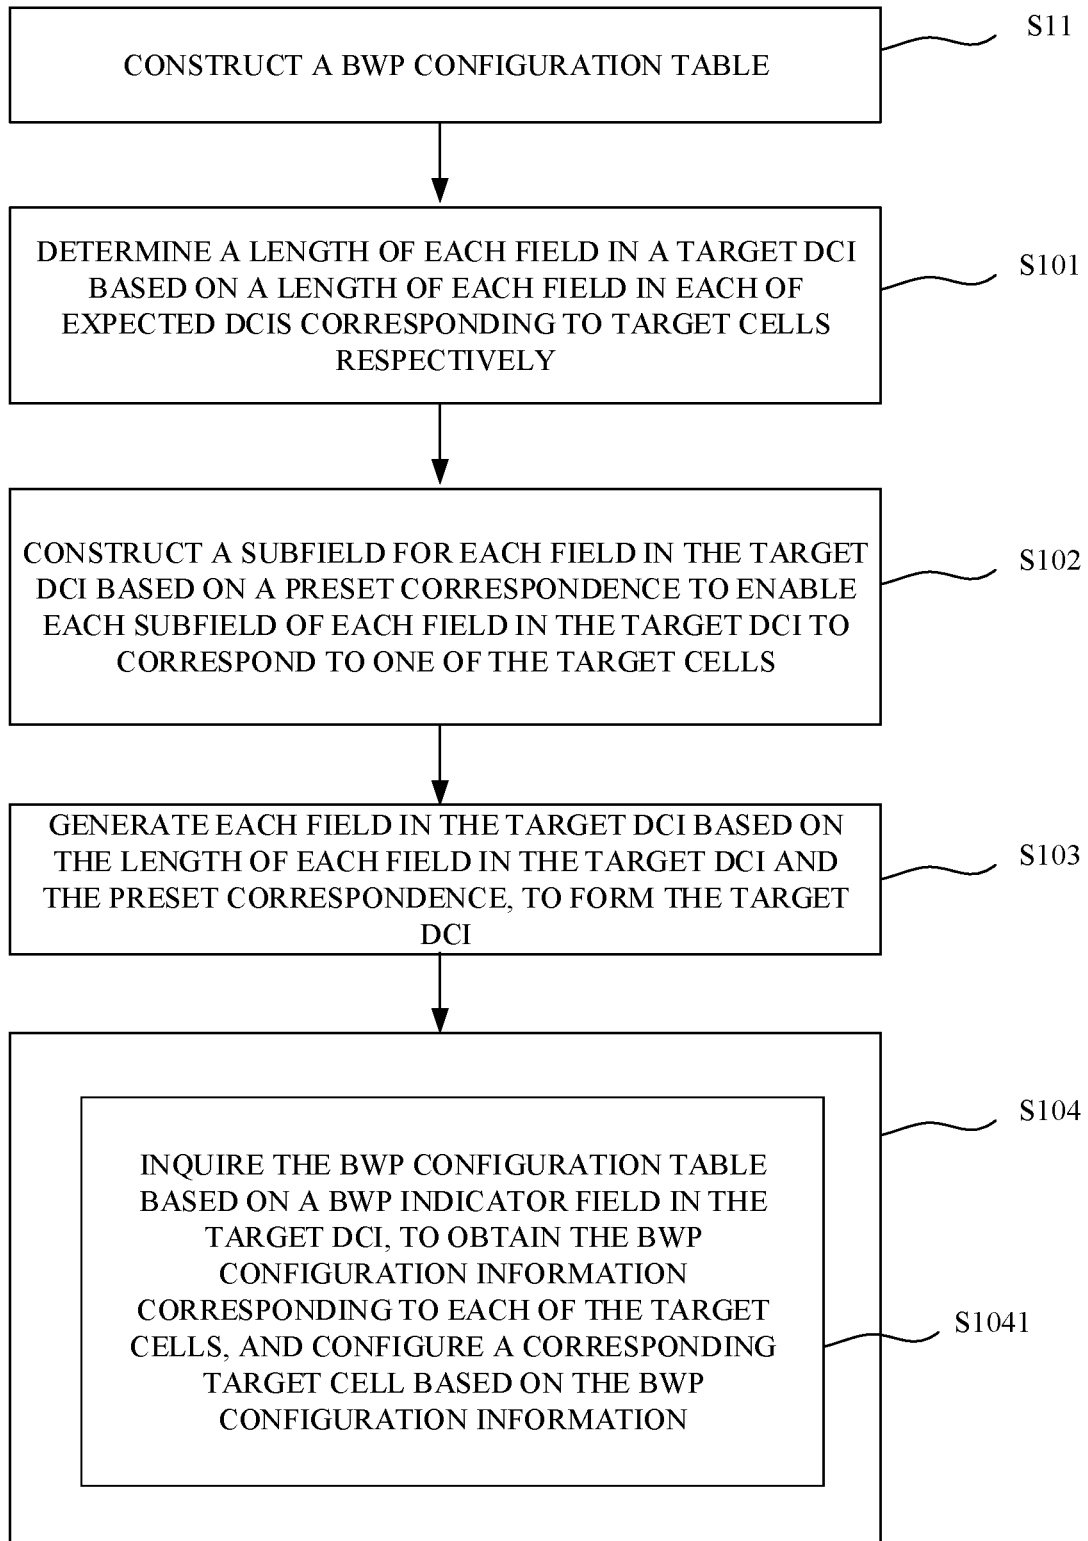 CONSTRUCT A BWP CONFIGURATION TABLE
S11
DETERMINE A LENGTH OF EACH FIELD IN A TARGET DCI
BASED ON A LENGTH OF EACH FIELD IN EACH OF
EXPECTED DCIS CORRESPONDING TO TARGET CELLS
RESPECTIVELY
S101
CONSTRUCT A SUBFIELD FOR EACH FIELD IN THE TARGET
DCI BASED ON A PRESET CORRESPONDENCE TO ENABLE
EACH SUBFIELD OF EACH FIELD IN THE TARGET DCI TO
CORRESPOND TO ONE OF THE TARGET CELLS
S102
GENERATE EACH FIELD IN THE TARGET DCI BASED ON
THE LENGTH OF EACH FIELD IN THE TARGET DCI AND
THE PRESET CORRESPONDENCE, TO FORM THE TARGET
DCI
S103
S104
INQUIRE THE BWP CONFIGURATION TABLE
BASED ON A BWP INDICATOR FIELD IN THE
TARGET DCI, TO OBTAIN THE BWP
CONFIGURATION INFORMATION
CORRESPONDING TO EACH OF THE TARGET
CELLS, AND CONFIGURE A CORRESPONDING
TARGET CELL BASED ON THE BWP
CONFIGURATION INFORMATION
S1041